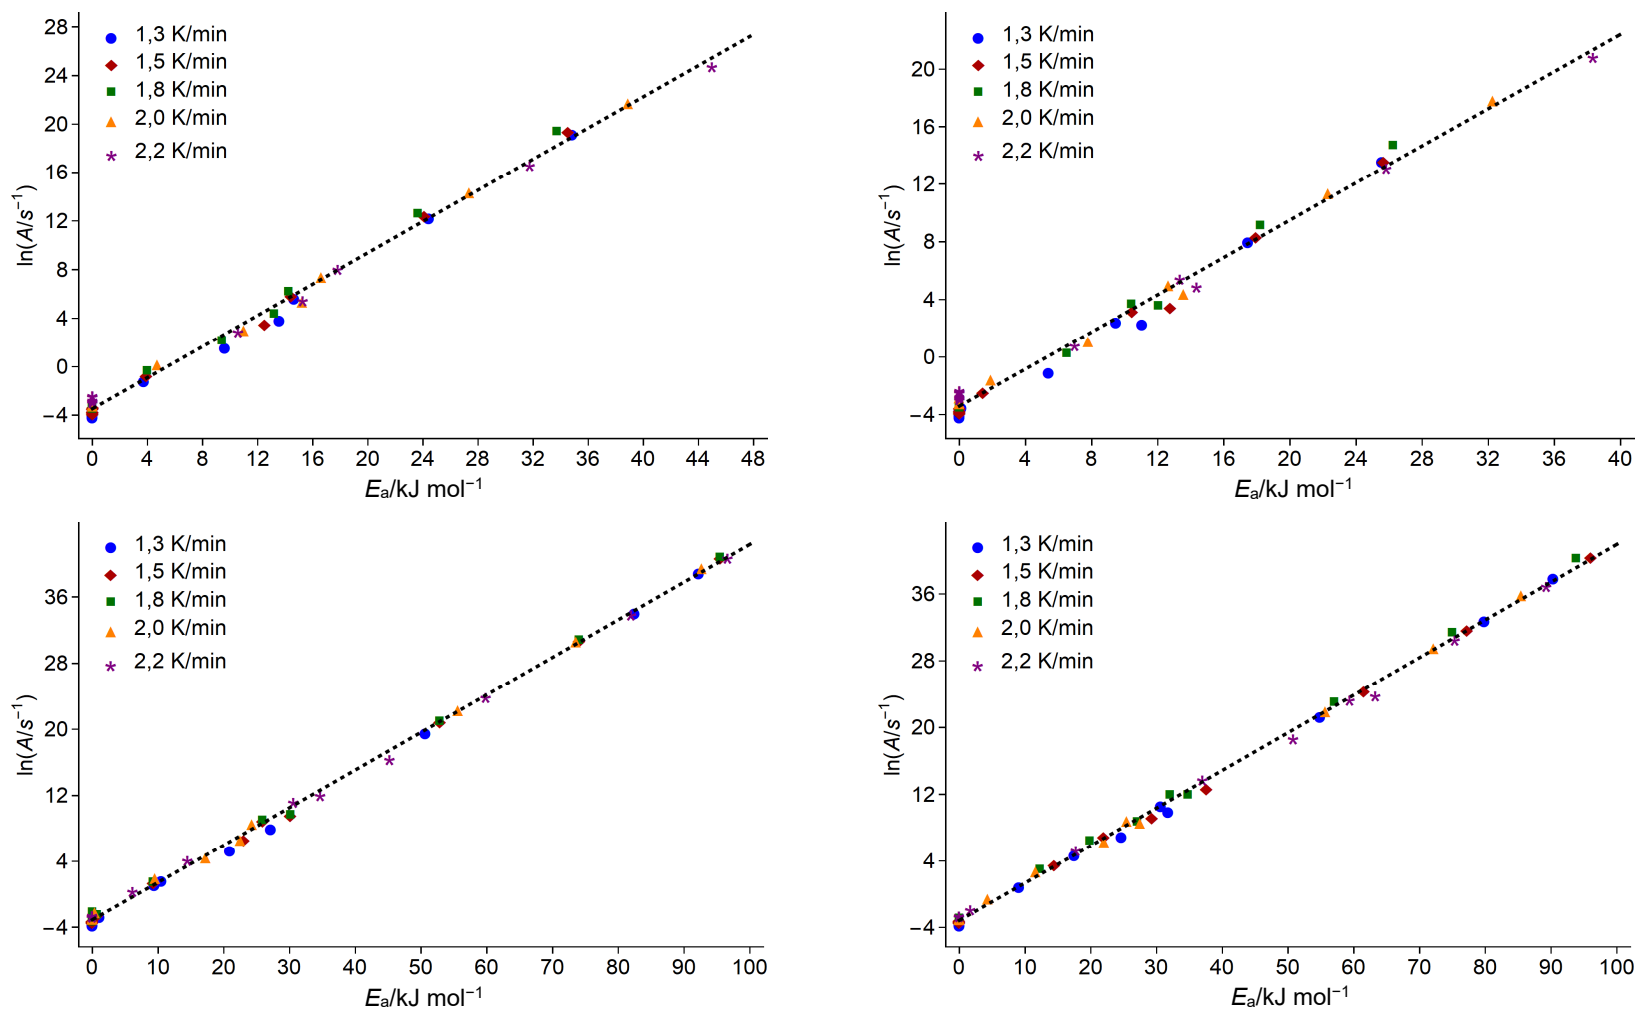 28
24
20
16
12
8
4
0
−4
ln(A/s⁻¹)
1,3 K/min
1,5 K/min
1,8 K/min
2,0 K/min
2,2 K/min
0 4 8 12 16 20 24 28 32 36 40 44 48
Eₐ/kJ mol⁻¹
20
16
12
8
4
0
−4
ln(A/s⁻¹)
1,3 K/min
1,5 K/min
1,8 K/min
2,0 K/min
2,2 K/min
0 4 8 12 16 20 24 28 32 36 40
Eₐ/kJ mol⁻¹
36
28
20
12
4
−4
ln(A/s⁻¹)
1,3 K/min
1,5 K/min
1,8 K/min
2,0 K/min
2,2 K/min
0 10 20 30 40 50 60 70 80 90 100
Eₐ/kJ mol⁻¹
36
28
20
12
4
−4
ln(A/s⁻¹)
1,3 K/min
1,5 K/min
1,8 K/min
2,0 K/min
2,2 K/min
0 10 20 30 40 50 60 70 80 90 100
Eₐ/kJ mol⁻¹